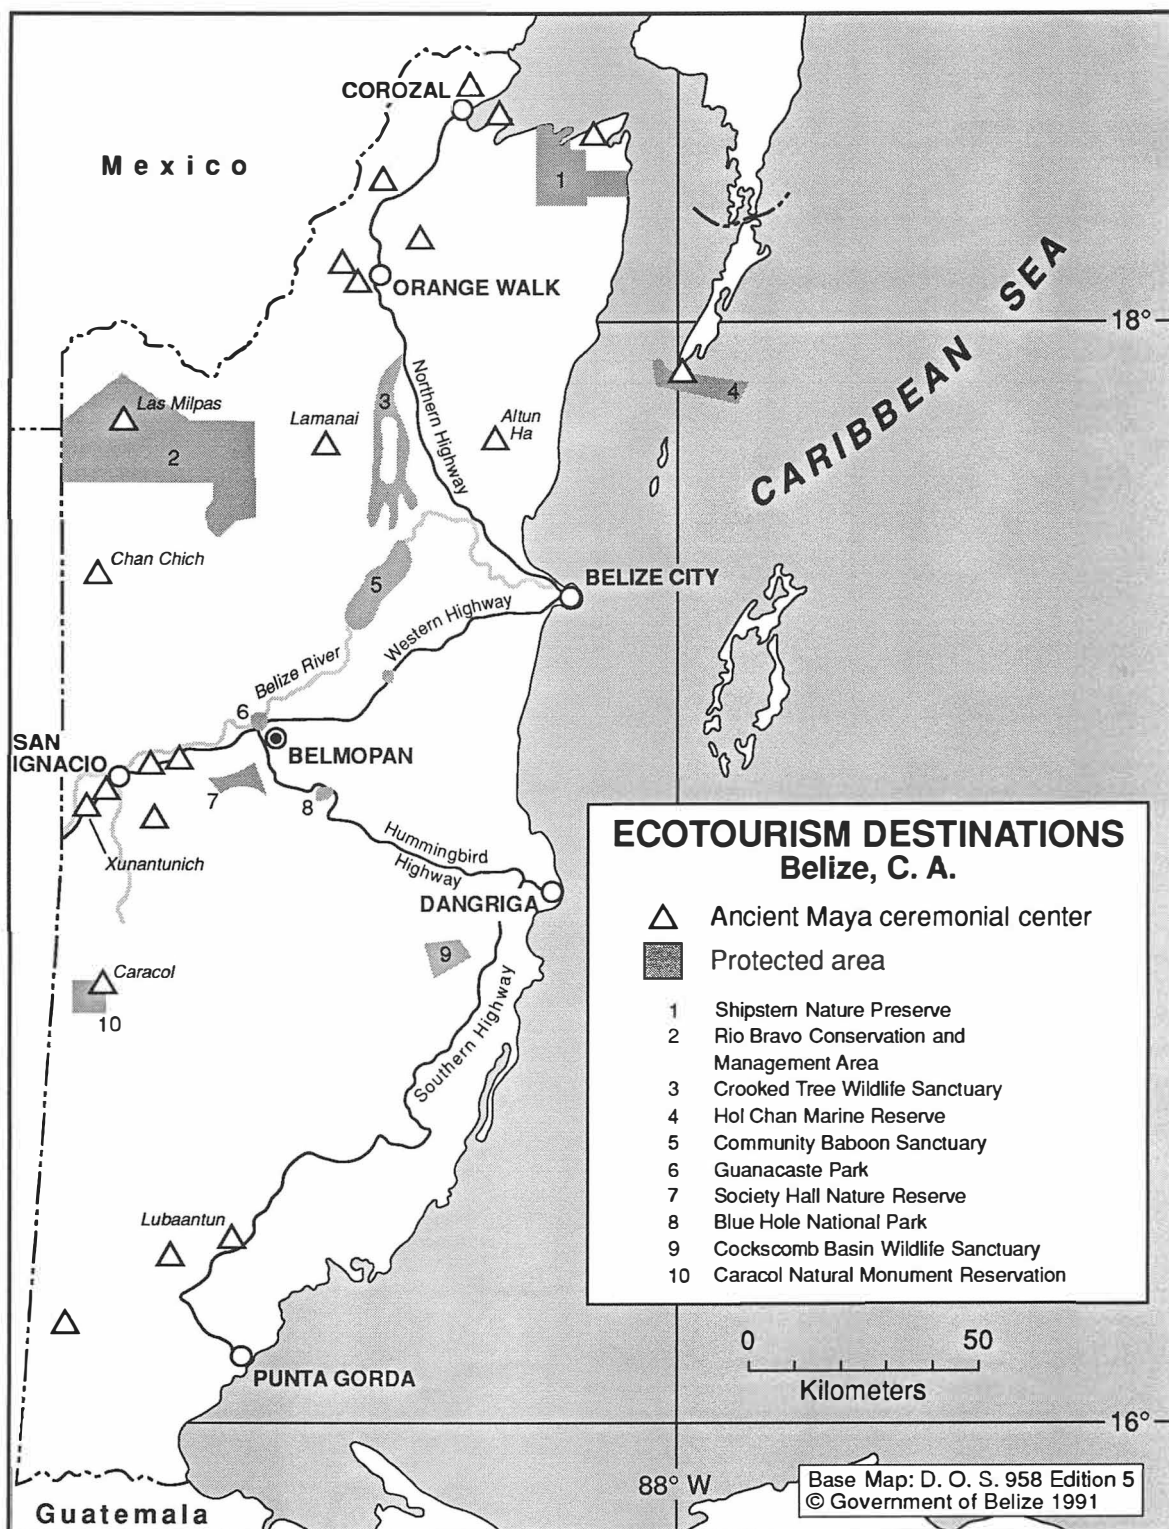 COROZAL
Mexico
1
ORANGE WALK
CARIBBEAN SEA
18°
Northern Highway
3
4
Las Milpas
Lamanai
Altun
Ha
2
Chan Chich
5
BELIZE CITY
Western Highway
Belize River
6
SAN
IGNACIO
BELMOPAN
7
8
Xunantunich
Hummingbird
Highway
DANGRIGA
9
Caracol
10
Southern Highway
Lubaantun
PUNTA GORDA
ECOTOURISM DESTINATIONS
Belize, C. A.
Ancient Maya ceremonial center
Protected area
1 Shipstern Nature Preserve
2 Rio Bravo Conservation and
Management Area
3 Crooked Tree Wildlife Sanctuary
4 Hol Chan Marine Reserve
5 Community Baboon Sanctuary
6 Guanacaste Park
7 Society Hall Nature Reserve
8 Blue Hole National Park
9 Cockscomb Basin Wildlife Sanctuary
10 Caracol Natural Monument Reservation
0 50
Kilometers
16°
88° W
Base Map: D. O. S. 958 Edition 5
© Government of Belize 1991
Guatemala